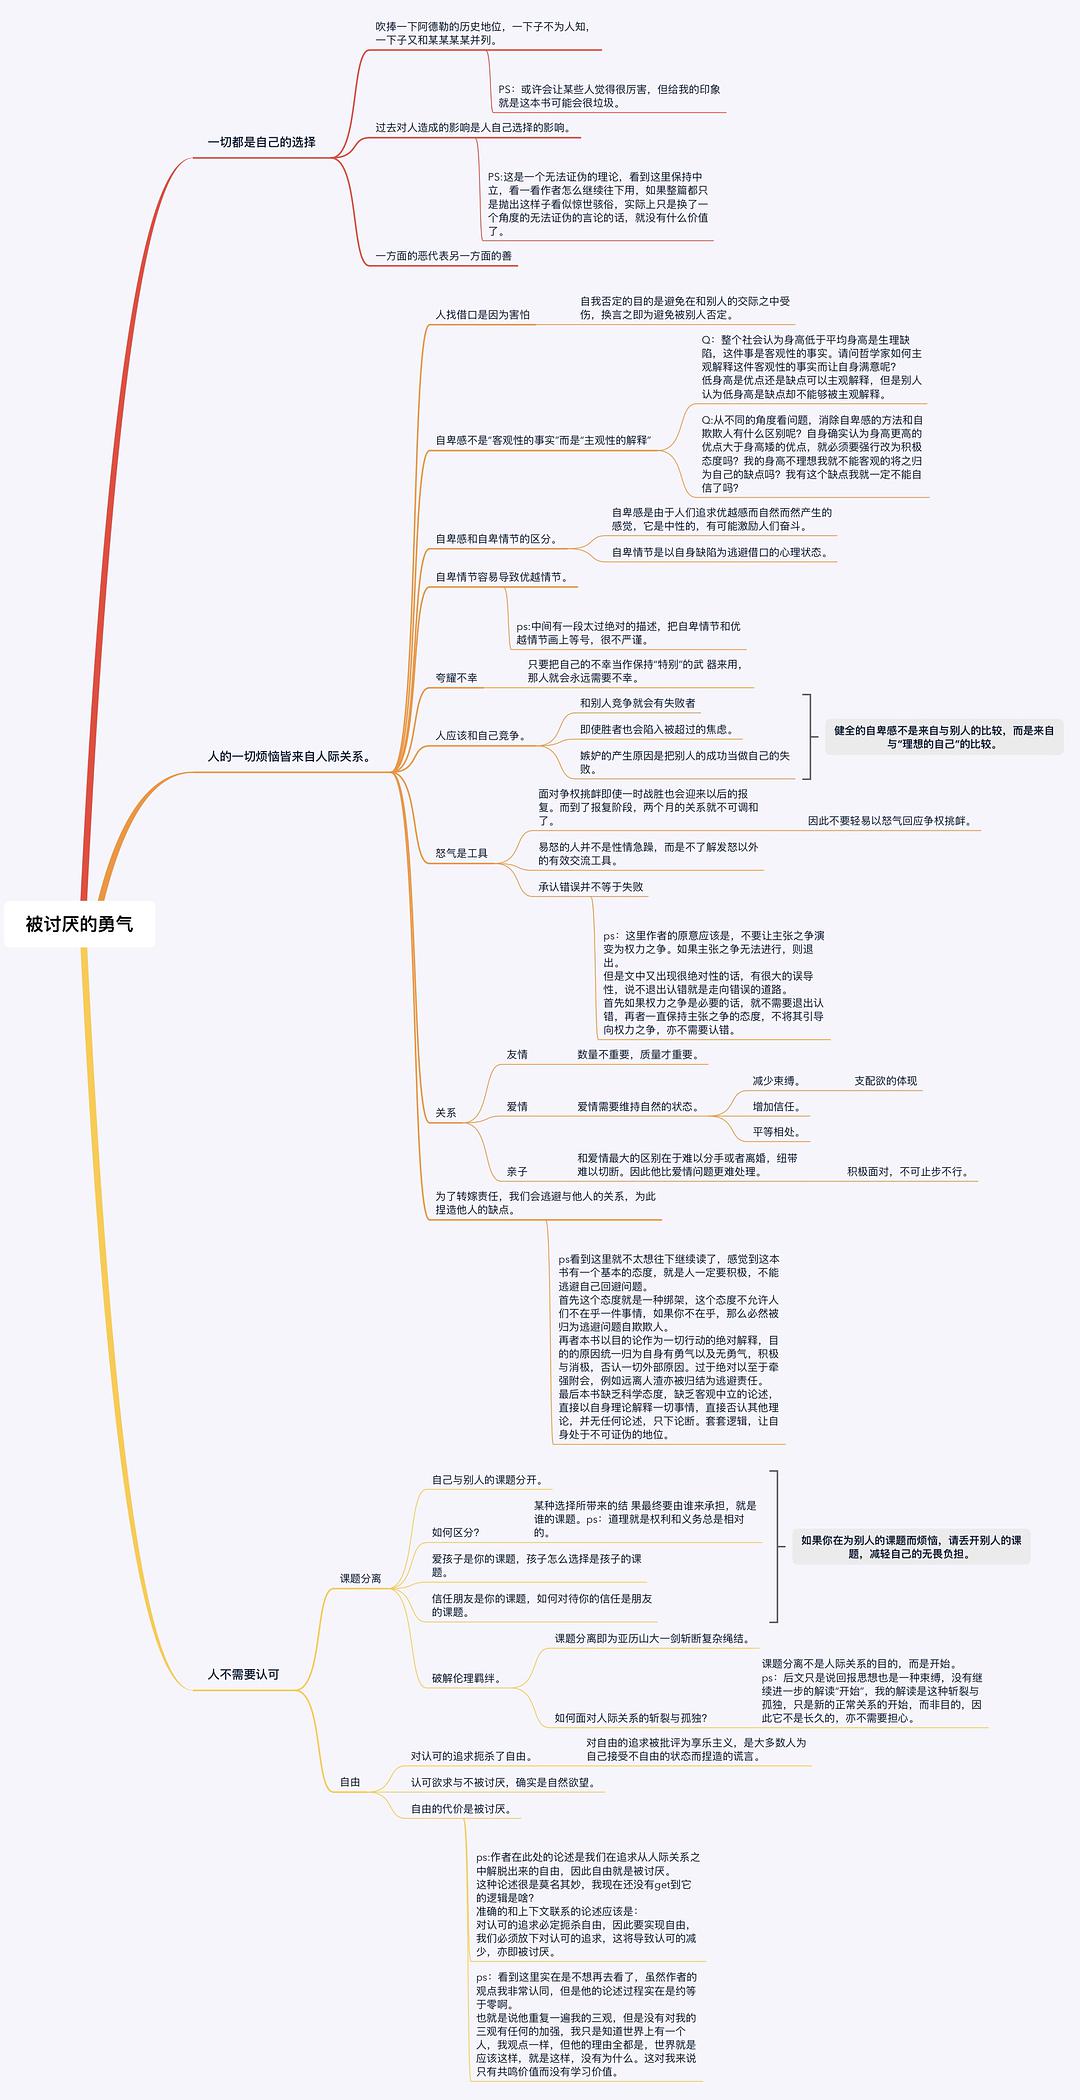 吹捧一下阿德勒的历史地位，一下子不为人知，
一下子又和某某某某并列。
PS：或许会让某些人觉得很厉害，但给我的印象
就是这本书可能会很垃圾。
一切都是自己的选择
过去对人造成的影响是人自己选择的影响。
PS:这是一个无法证伪的理论，看到这里保持中
立，看一看作者怎么继续往下用，如果整篇都只
是抛出这样子看似惊世骇俗，实际上只是换了一
个角度的无法证伪的言论的话，就没有什么价值
了。
一方面的恶代表另一方面的善
人找借口是因为害怕
自我否定的目的是避免在和别人的交际之中受
伤，换言之即为避免被别人否定。
Q：整个社会认为身高低于平均身高是生理缺
陷，这件事是客观性的事实。请问哲学家如何主
观解释这件客观性的事实而让自身满意呢？
低身高是优点还是缺点可以主观解释，但是别人
认为低身高是缺点却不能够被主观解释。
自卑感不是“客观性的事实”而是“主观性的解释”
Q:从不同的角度看问题，消除自卑感的方法和自
欺欺人有什么区别呢？自身确实认为身高更高的
优点大于身高矮的优点，就必须要强行改为积极
态度吗？我的身高不理想我就不能客观的将之归
为自己的缺点吗？我有这个缺点我就一定不能自
信了吗？
自卑感和自卑情节的区分。
自卑感是由于人们追求优越感而自然而然产生的
感觉，它是中性的，有可能激励人们奋斗。
自卑情节是以自身缺陷为逃避借口的心理状态。
自卑情节容易导致优越情节。
ps:中间有一段太过绝对的描述，把自卑情节和优
越情节画上等号，很不严谨。
夸耀不幸
只要把自己的不幸当作保持“特别”的武 器来用，
那人就会永远需要不幸。
人应该和自己竞争。
和别人竞争就会有失败者
即使胜者也会陷入被超过的焦虑。
嫉妒的产生原因是把别人的成功当做自己的失
败。
健全的自卑感不是来自与别人的比较，而是来自
与“理想的自己”的比较。
人的一切烦恼皆来自人际关系。
怒气是工具
面对争权挑衅即使一时战胜也会迎来以后的报
复。而到了报复阶段，两个月的关系就不可调和
了。
因此不要轻易以怒气回应争权挑衅。
易怒的人并不是性情急躁，而是不了解发怒以外
的有效交流工具。
承认错误并不等于失败
ps：这里作者的原意应该是，不要让主张之争演
变为权力之争。如果主张之争无法进行，则退
出。
但是文中又出现很绝对性的话，有很大的误导
性，说不退出认错就是走向错误的道路。
首先如果权力之争是必要的话，就不需要退出认
错，再者一直保持主张之争的态度，不将其引导
向权力之争，亦不需要认错。
关系
友情
数量不重要，质量才重要。
爱情
爱情需要维持自然的状态。
减少束缚。
支配欲的体现
增加信任。
平等相处。
亲子
和爱情最大的区别在于难以分手或者离婚，纽带
难以切断。因此他比爱情问题更难处理。
积极面对，不可止步不行。
为了转嫁责任，我们会逃避与他人的关系，为此
捏造他人的缺点。
ps看到这里就不太想往下继续读了，感觉到这本
书有一个基本的态度，就是人一定要积极，不能
逃避自己回避问题。
首先这个态度就是一种绑架，这个态度不允许人
们不在乎一件事情，如果你不在乎，那么必然被
归为逃避问题自欺欺人。
再者本书以目的论作为一切行动的绝对解释，目
的的原因统一归为自身有勇气以及无勇气，积极
与消极，否认一切外部原因。过于绝对以至于牵
强附会，例如远离人渣亦被归结为逃避责任。
最后本书缺乏科学态度，缺乏客观中立的论述，
直接以自身理论解释一切事情，直接否认其他理
论，并无任何论述，只下论断。套套逻辑，让自
身处于不可证伪的地位。
被讨厌的勇气
人不需要认可
课题分离
自己与别人的课题分开。
如何区分？
某种选择所带来的结 果最终要由谁来承担，就是
谁的课题。ps：道理就是权利和义务总是相对
的。
爱孩子是你的课题，孩子怎么选择是孩子的课
题。
信任朋友是你的课题，如何对待你的信任是朋友
的课题。
如果你在为别人的课题而烦恼，请丢开别人的课
题，减轻自己的无畏负担。
破解伦理羁绊。
课题分离即为亚历山大一剑斩断复杂绳结。
如何面对人际关系的斩裂与孤独？
课题分离不是人际关系的目的，而是开始。
ps：后文只是说回报思想也是一种束缚，没有继
续进一步的解读“开始”，我的解读是这种斩裂与
孤独，只是新的正常关系的开始，而非目的，因
此它不是长久的，亦不需要担心。
自由
对认可的追求扼杀了自由。
对自由的追求被批评为享乐主义，是大多数人为
自己接受不自由的状态而捏造的谎言。
认可欲求与不被讨厌，确实是自然欲望。
自由的代价是被讨厌。
ps:作者在此处的论述是我们在追求从人际关系之
中解脱出来的自由，因此自由就是被讨厌。
这种论述很是莫名其妙，我现在还没有get到它
的逻辑是啥？
准确的和上下文联系的论述应该是：
对认可的追求必定扼杀自由，因此要实现自由，
我们必须放下对认可的追求，这将导致认可的减
少，亦即被讨厌。
ps：看到这里实在是不想再去看了，虽然作者的
观点我非常认同，但是他的论述过程实在是约等
于零啊。
也就是说他重复一遍我的三观，但是没有对我的
三观有任何的加强，我只是知道世界上有一个
人，我观点一样，但他的理由全都是，世界就是
应该这样，就是这样，没有为什么。这对我来说
只有共鸣价值而没有学习价值。